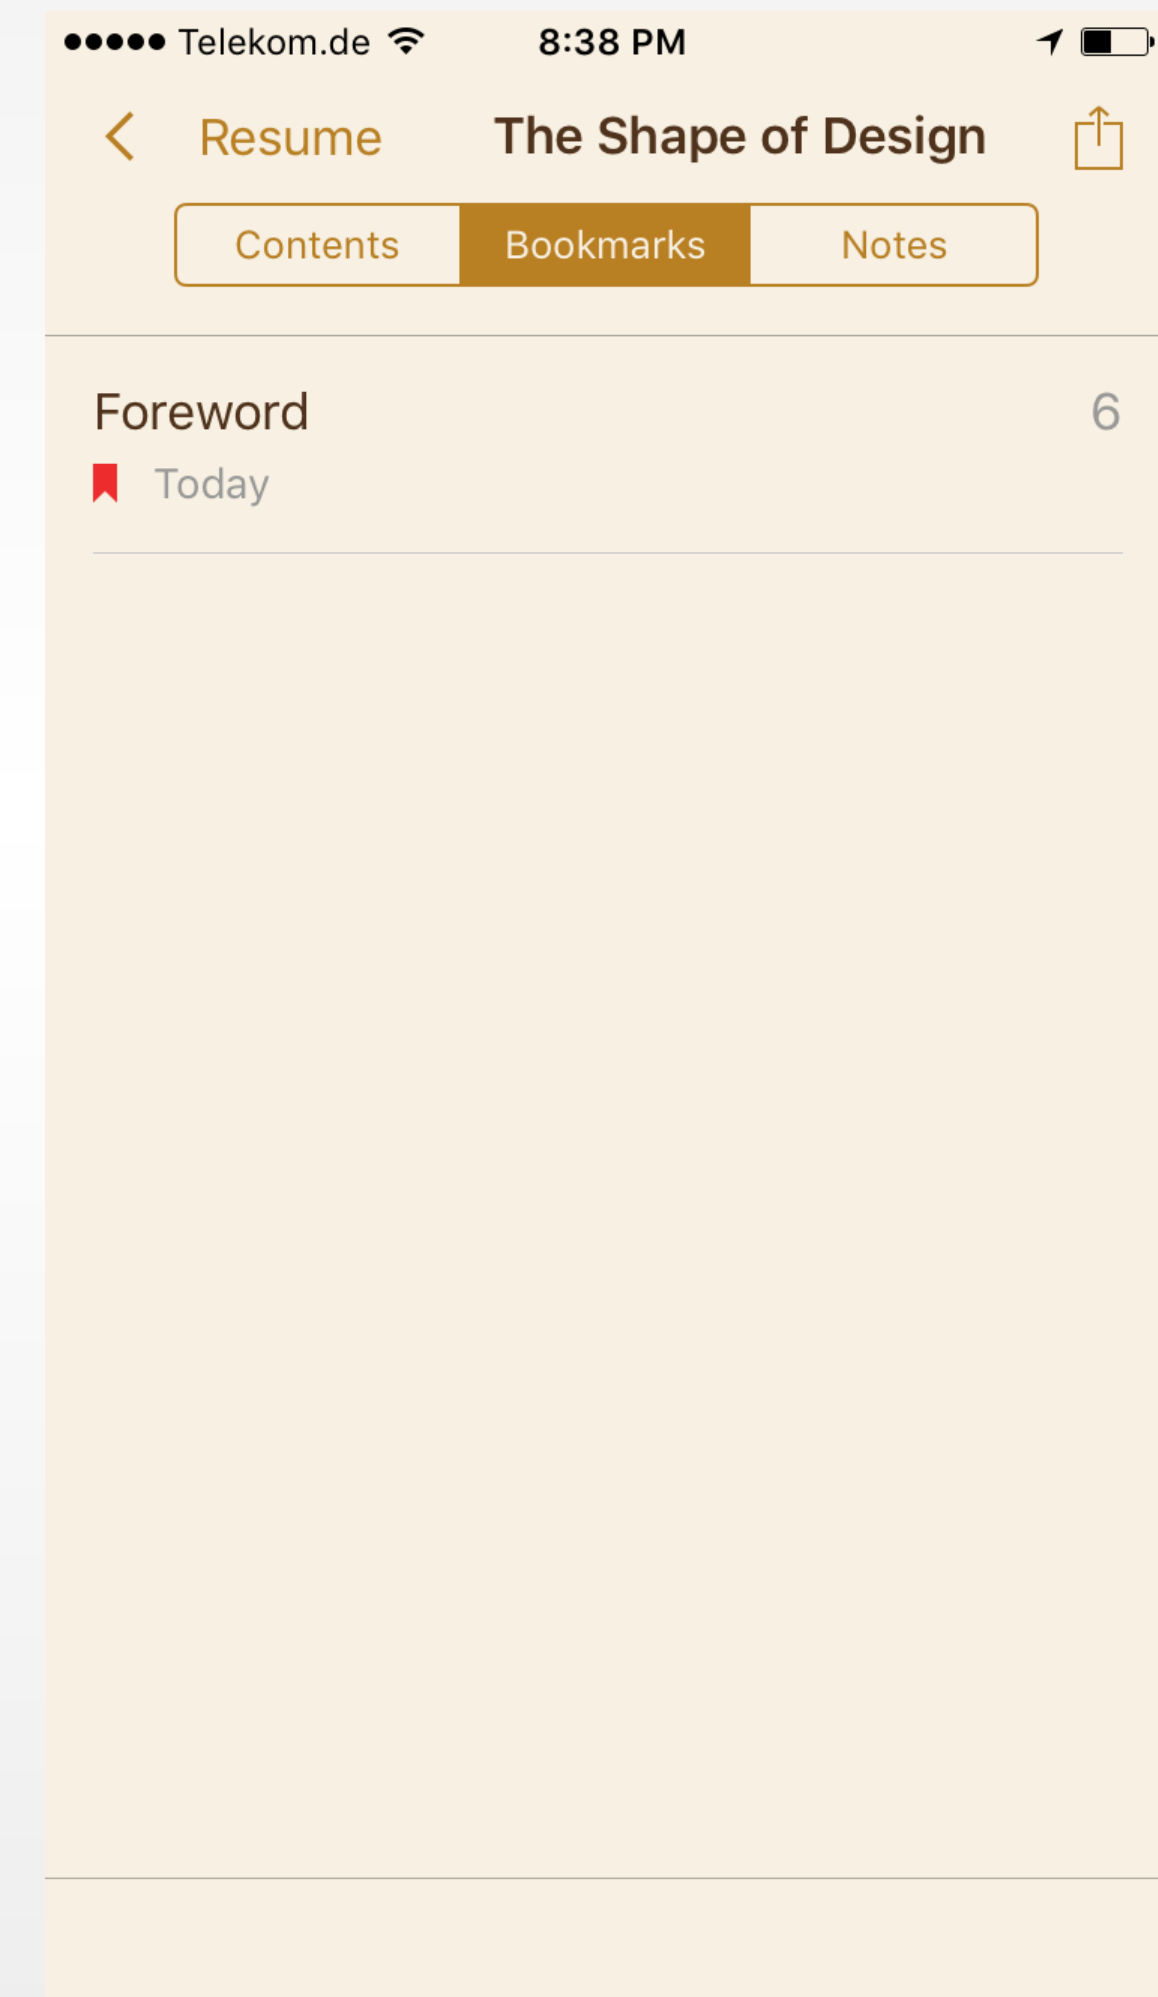 Telekom.de 8:38 PM
Resume The Shape of Design
Contents Bookmarks Notes
Foreword 6
Today